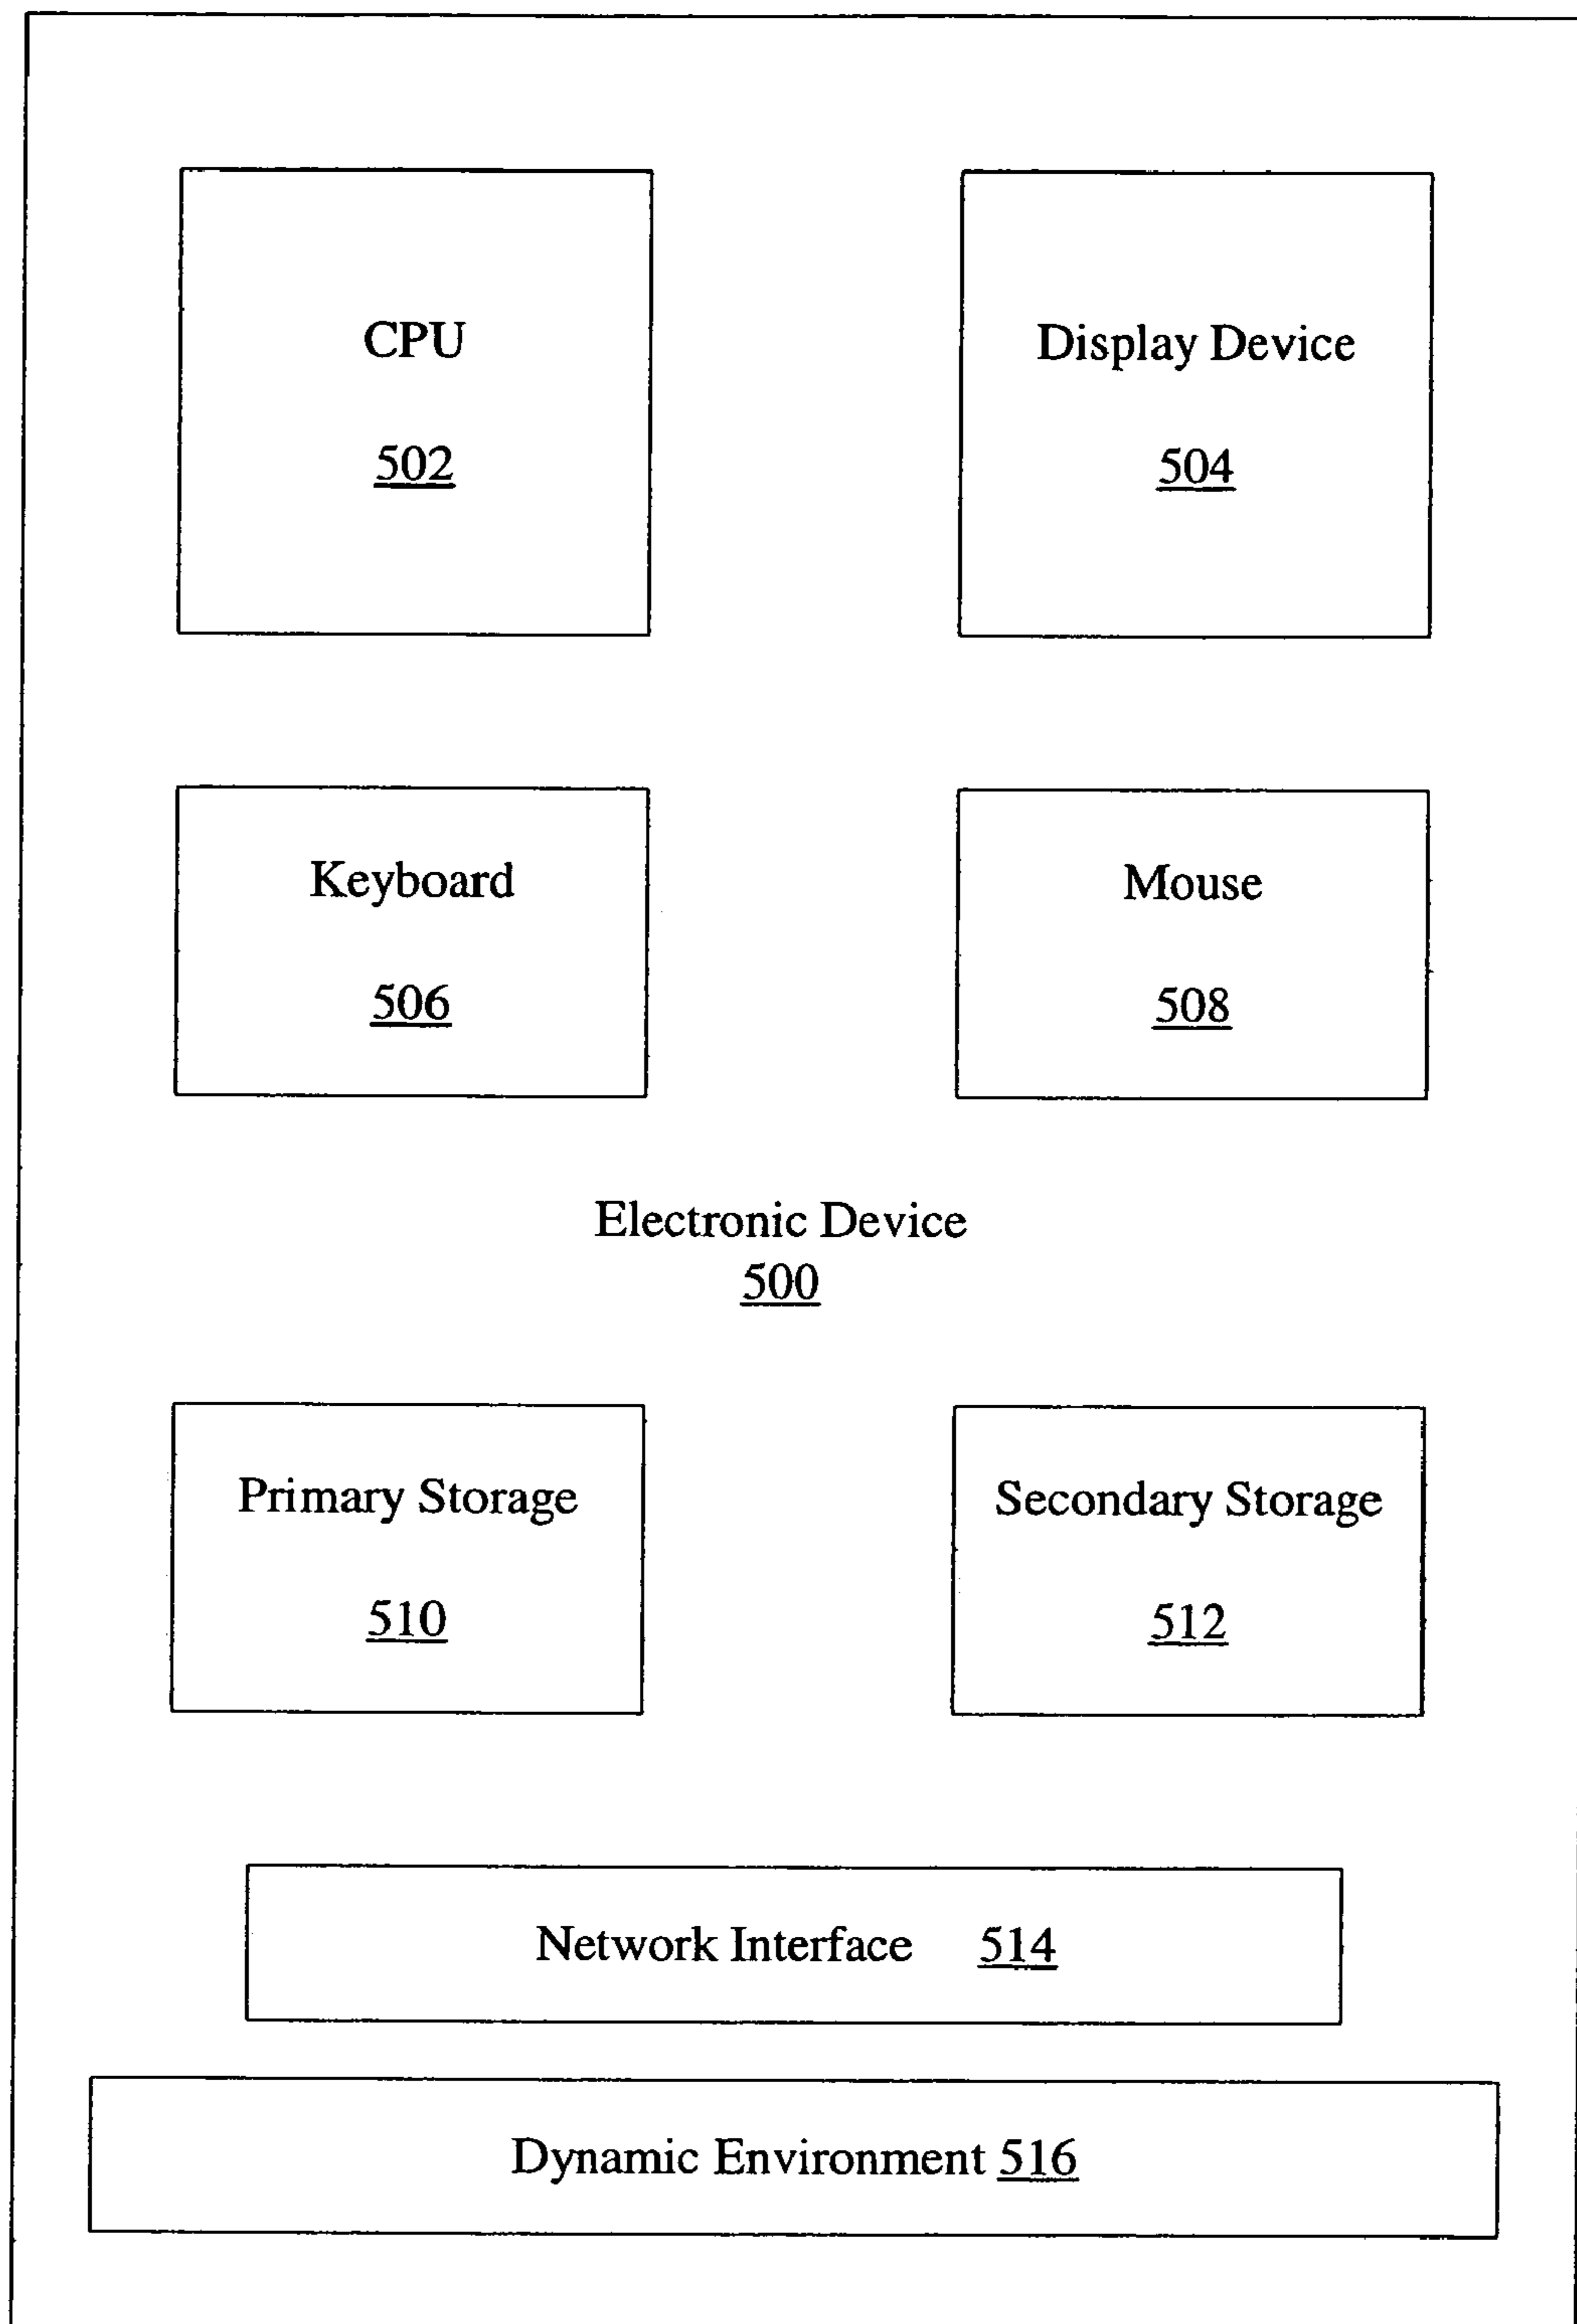 CPU
502
Display Device
504
Keyboard
506
Mouse
508
Electronic Device
500
Primary Storage
510
Secondary Storage
512
Network Interface 514
Dynamic Environment 516